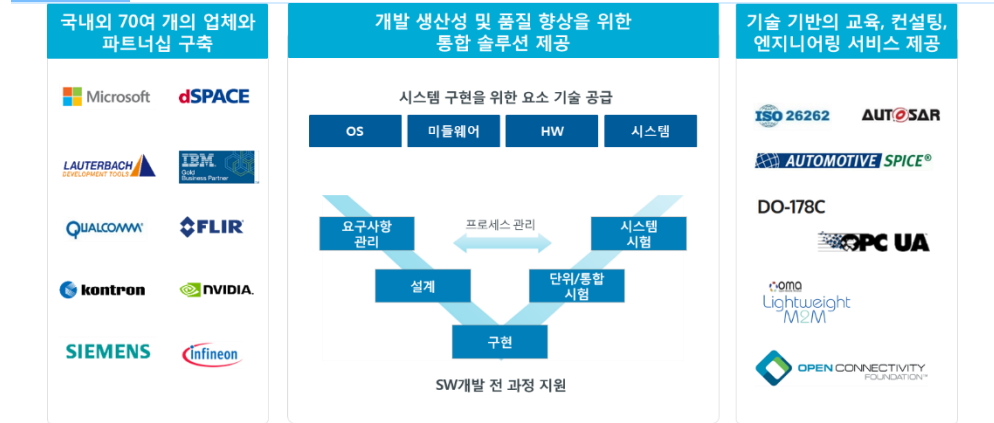 국내외 70여 개의 업체와
파트너십 구축
Microsoft
dSPACE
LAUTERBACH
DEVELOPMENT TOOLS
IBM
Gold
Business Partner
QUALCOMM
FLIR
kontron
NVIDIA.
SIEMENS
infineon
개발 생산성 및 품질 향상을 위한
통합 솔루션 제공
시스템 구현을 위한 요소 기술 공급
OS
미들웨어
HW
시스템
요구사항
관리
프로세스 관리
시스템
시험
설계
단위/통합
시험
구현
SW개발 전 과정 지원
기술 기반의 교육, 컨설팅,
엔지니어링 서비스 제공
ISO 26262
AUTOSAR
AUTOMOTIVE SPICE®
DO-178C
OPC UA
oma
Lightweight
M2M
OPEN CONNECTIVITY
FOUNDATION™